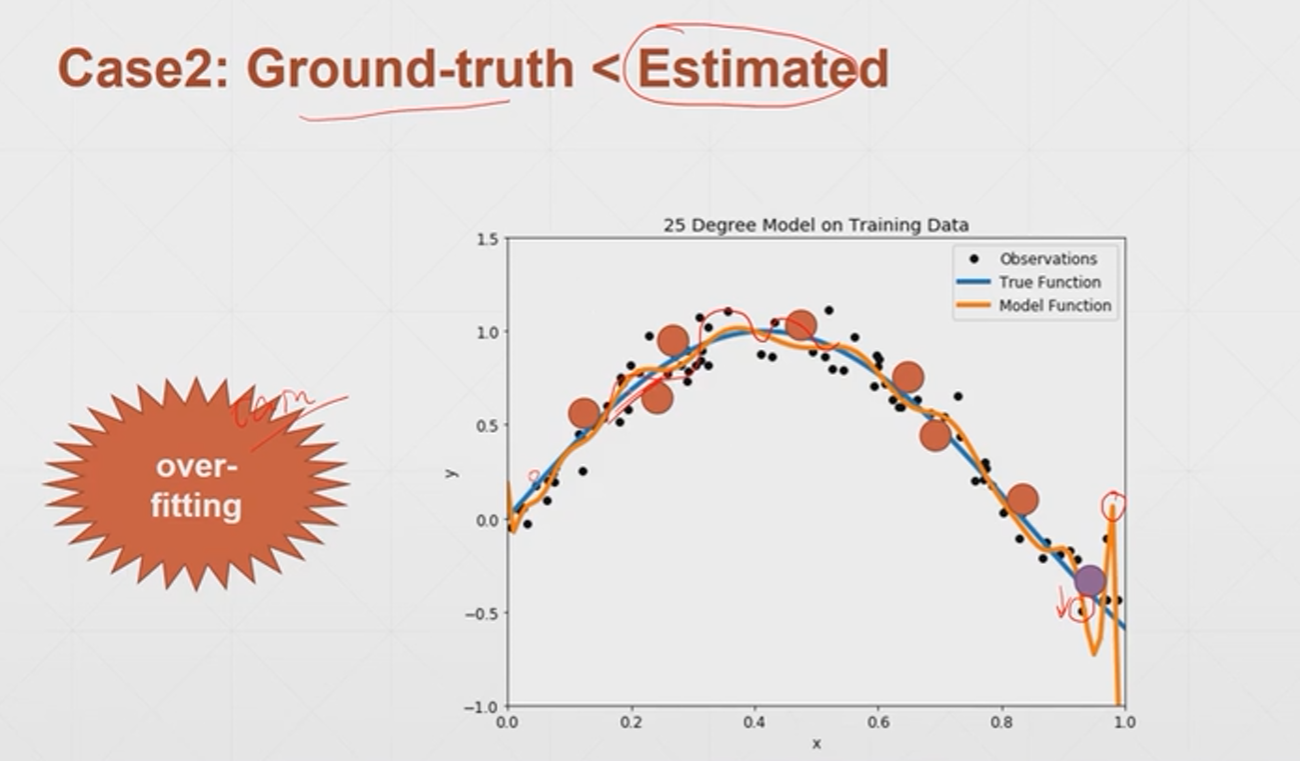 Case2: Ground-truth < Estimated
25 Degree Model on Training Data
Observations
True Function
Model Function
1.5
1.0
0.5
0.0
−0.5
−1.0
y
0.0 0.2 0.4 0.6 0.8 1.0
x
over-
fitting